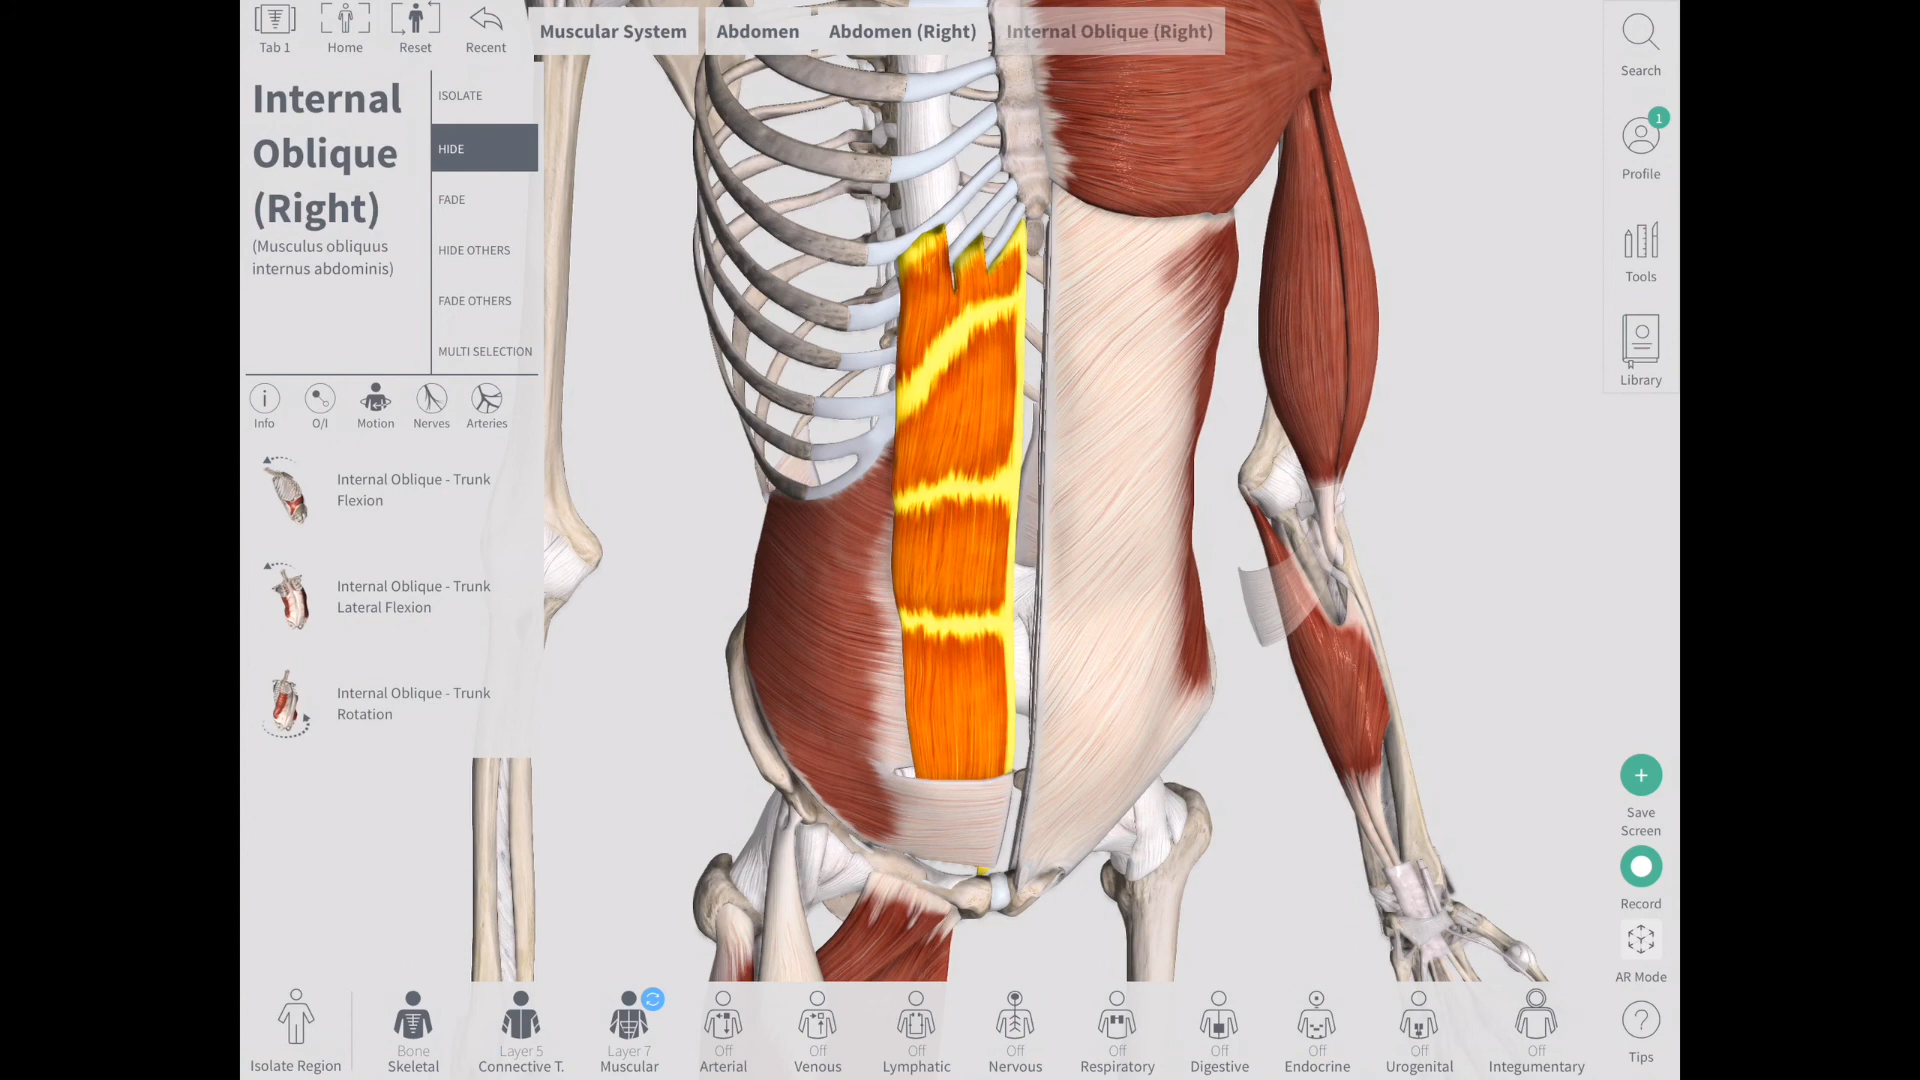 Tab 1
Home
Reset
Recent
Muscular System
Abdomen
Abdomen (Right)
Internal Oblique (Right)
Internal
Oblique
(Right)
(Musculus obliquus
internus abdominis)
ISOLATE
HIDE
FADE
HIDE OTHERS
FADE OTHERS
MULTI SELECTION
Info
O/I
Motion
Nerves
Arteries
Internal Oblique - Trunk
Flexion
Internal Oblique - Trunk
Lateral Flexion
Internal Oblique - Trunk
Rotation
Search
1
Profile
Tools
Library
Save
Screen
Record
AR Mode
Tips
Isolate Region
Bone
Skeletal
Layer 5
Connective T.
Layer 7
Muscular
Off
Arterial
Off
Venous
Off
Lymphatic
Off
Nervous
Off
Respiratory
Off
Digestive
Off
Endocrine
Off
Urogenital
Off
Integumentary